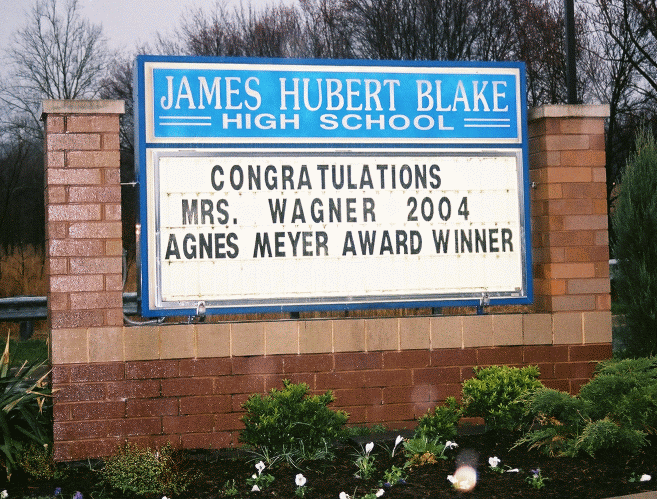 JAMES HUBERT BLAKE
HIGH SCHOOL
CONGRATULATIONS
MRS. WAGNER 2004
AGNES MEYER AWARD WINNER